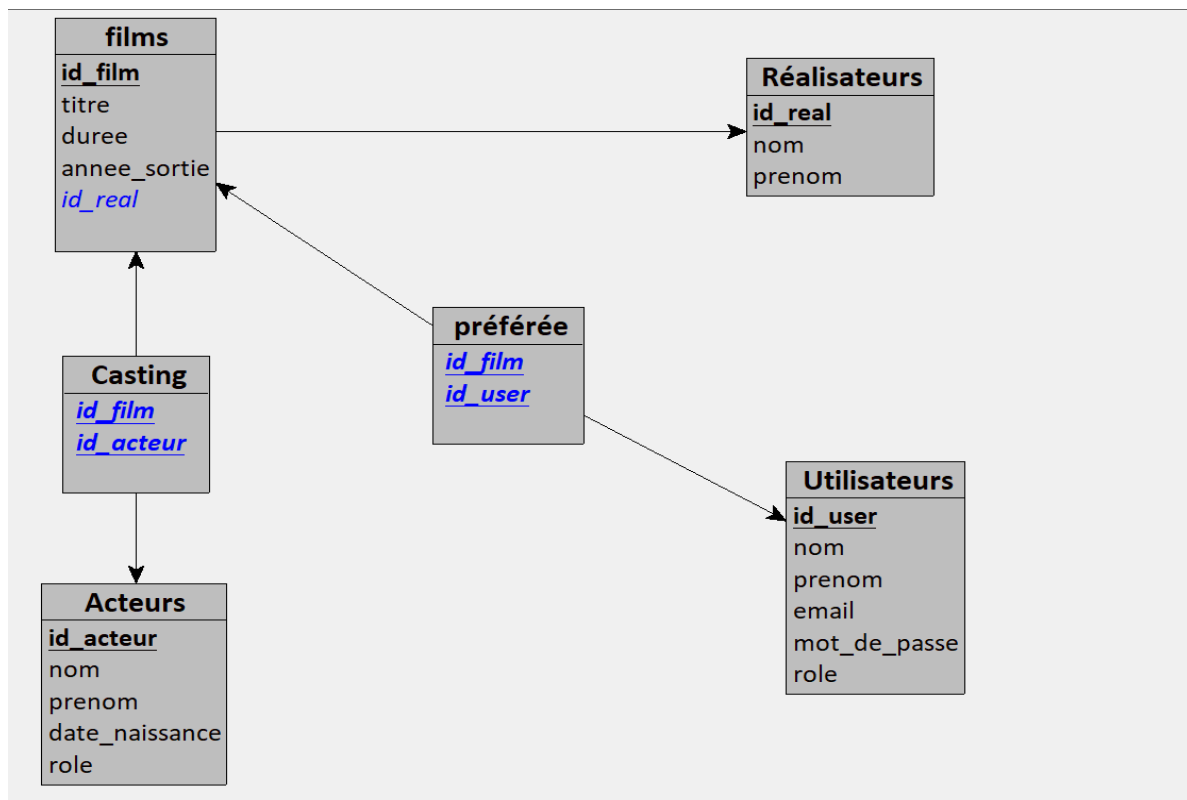 films
id_film
titre
duree
annee_sortie
id_real
Réalisateurs
id_real
nom
prenom
préférée
id_film
id_user
Casting
id_film
id_acteur
Utilisateurs
id_user
nom
prenom
email
mot_de_passe
role
Acteurs
id_acteur
nom
prenom
date_naissance
role